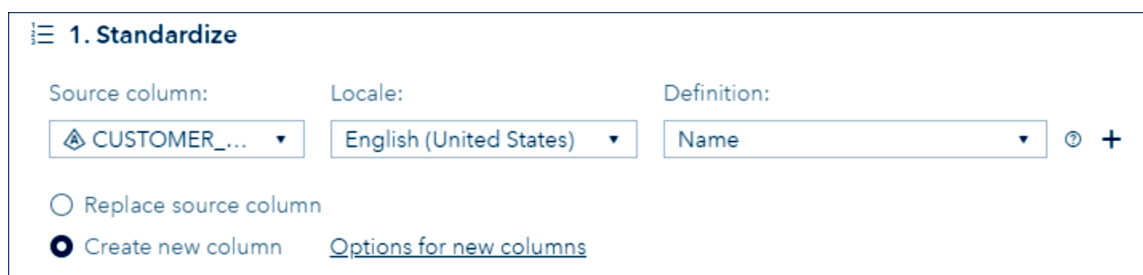 1. Standardize
Source column: Locale: Definition:
CUSTOMER_... English (United States) Name
Replace source column
Create new column Options for new columns